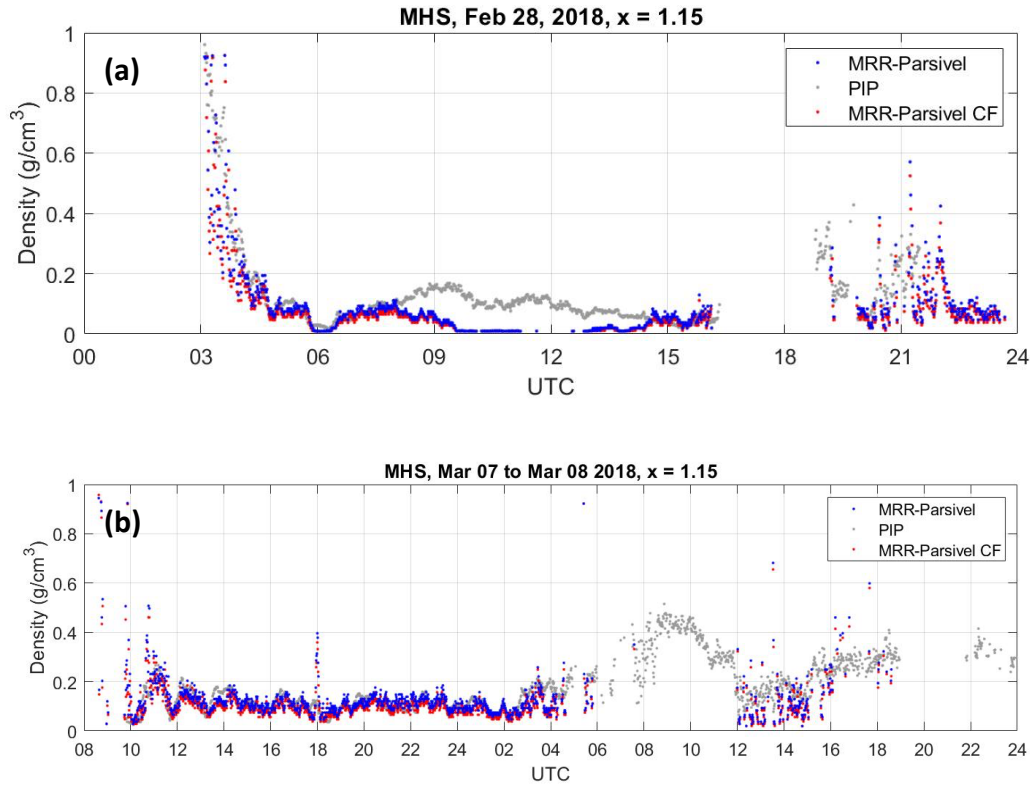 MHS, Feb 28, 2018, x = 1.15
(a)
MRR-Parsivel
PIP
MRR-Parsivel CF
Density (g/cm³)
1
0.8
0.6
0.4
0.2
0
00 03 06 09 12 15 18 21 24
UTC
MHS, Mar 07 to Mar 08 2018, x = 1.15
(b)
MRR-Parsivel
PIP
MRR-Parsivel CF
Density (g/cm³)
1
0.8
0.6
0.4
0.2
0
08 10 12 14 16 18 20 22 24 02 04 06 08 10 12 14 16 18 20 22 24
UTC